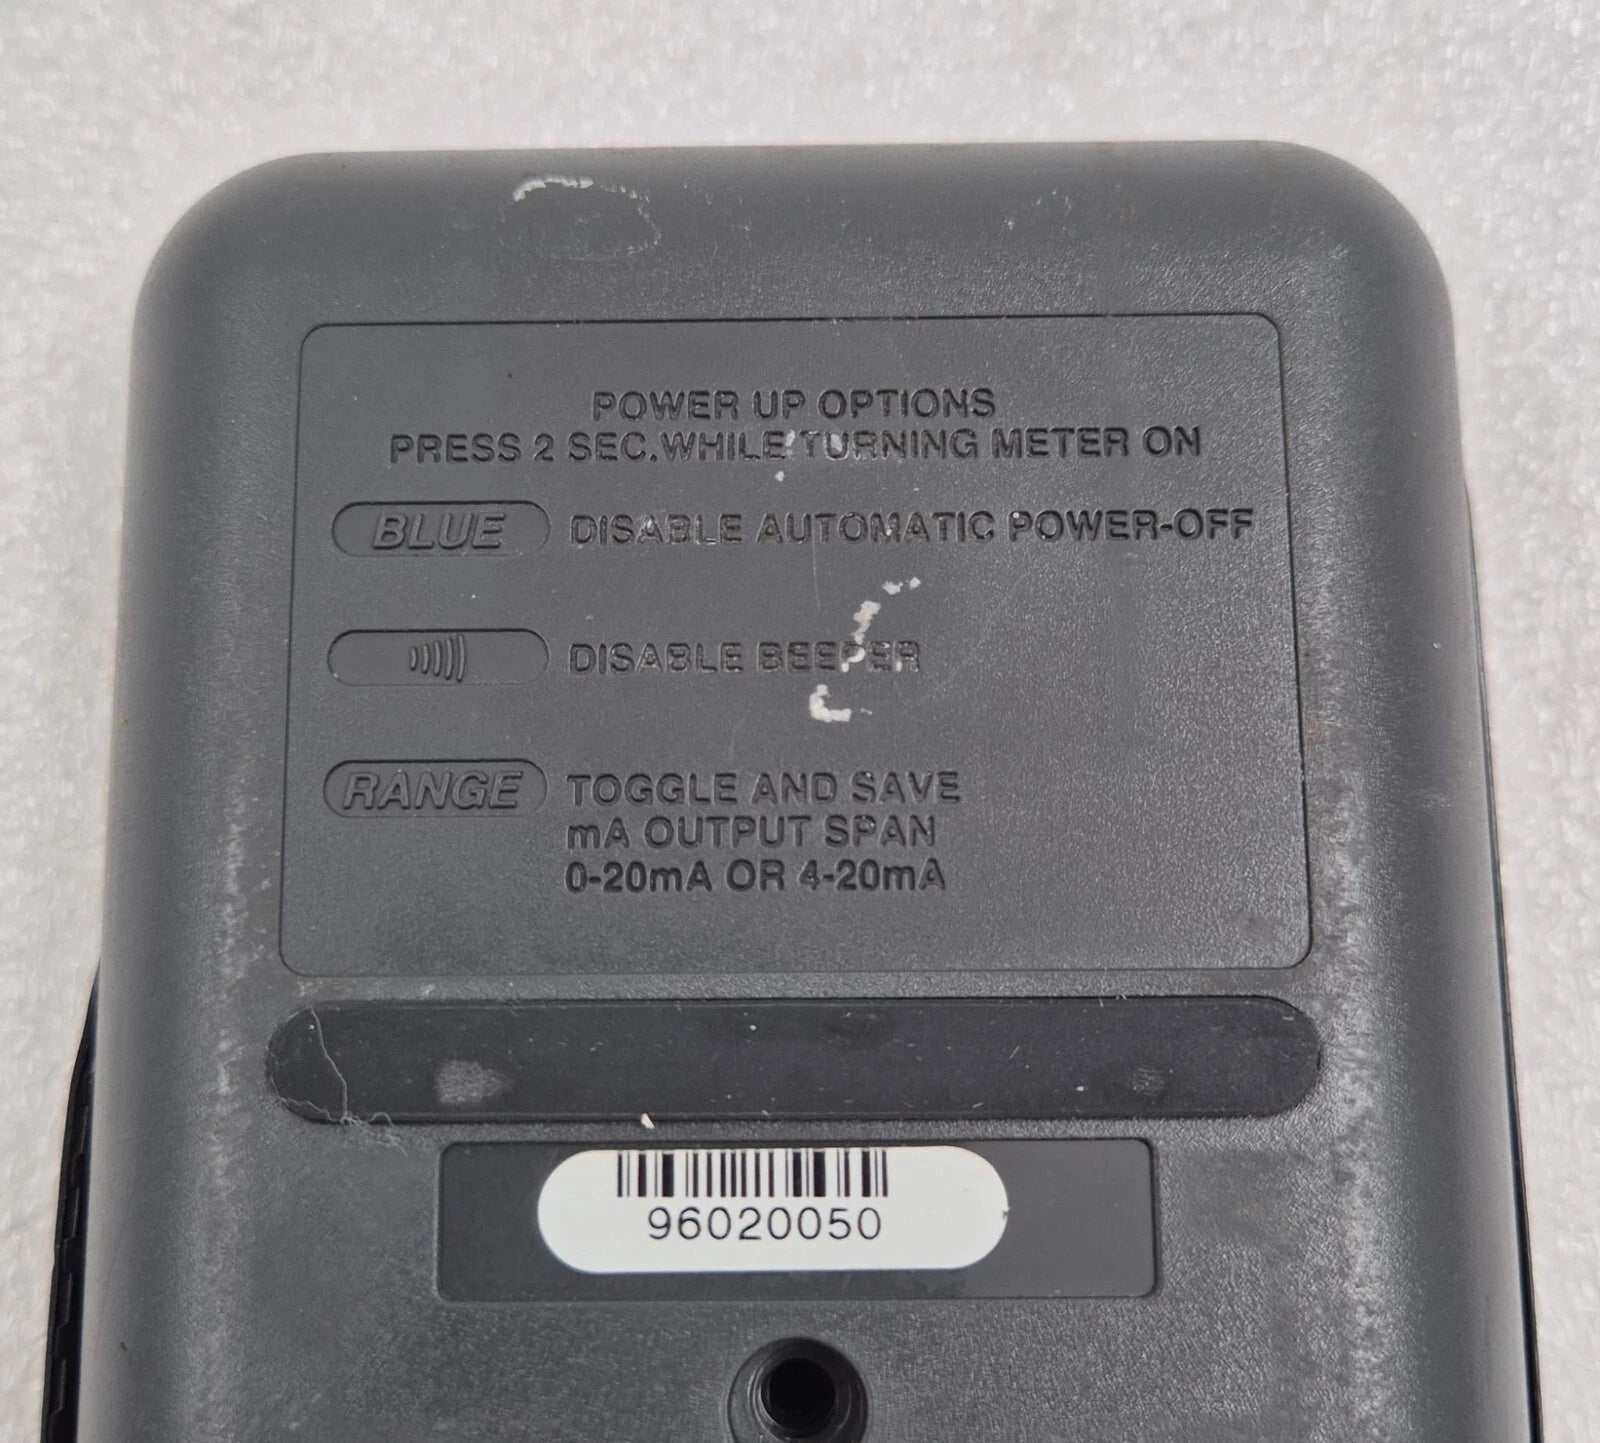 POWER UP OPTIONS
PRESS 2 SEC. WHILE TURNING METER ON
BLUE DISABLE AUTOMATIC POWER-OFF
DISABLE BEEPER
RANGE TOGGLE AND SAVE
mA OUTPUT SPAN
0-20mA OR 4-20mA
96020050